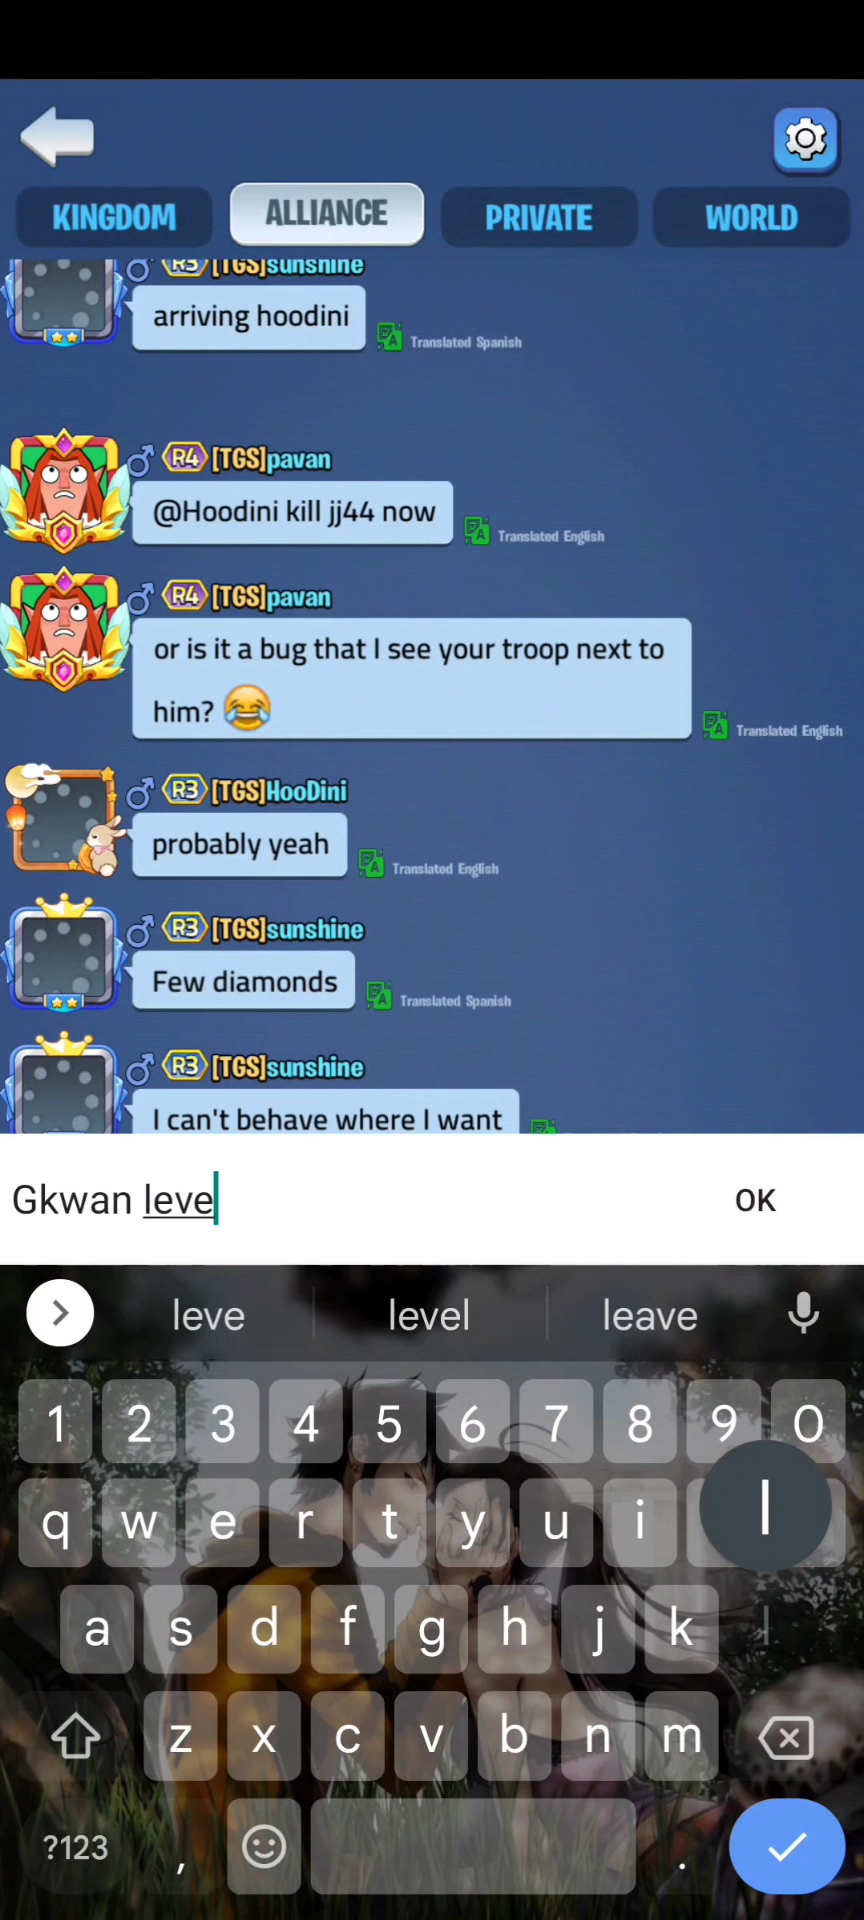 KINGDOM ALLIANCE PRIVATE WORLD
R3 [TGS]sunshine
arriving hoodini
Translated Spanish
R4 [TGS]pavan
@Hoodini kill jj44 now
Translated English
R4 [TGS]pavan
or is it a bug that I see your troop next to
him? 😂
Translated English
R3 [TGS]HooDini
probably yeah
Translated English
R3 [TGS]sunshine
Few diamonds
Translated Spanish
R3 [TGS]sunshine
I can't behave where I want
Gkwan leve OK
leve level leave
1 2 3 4 5 6 7 8 9 0
q w e r t y u i l
a s d f g h j k l
z x c v b n m
?123 , .